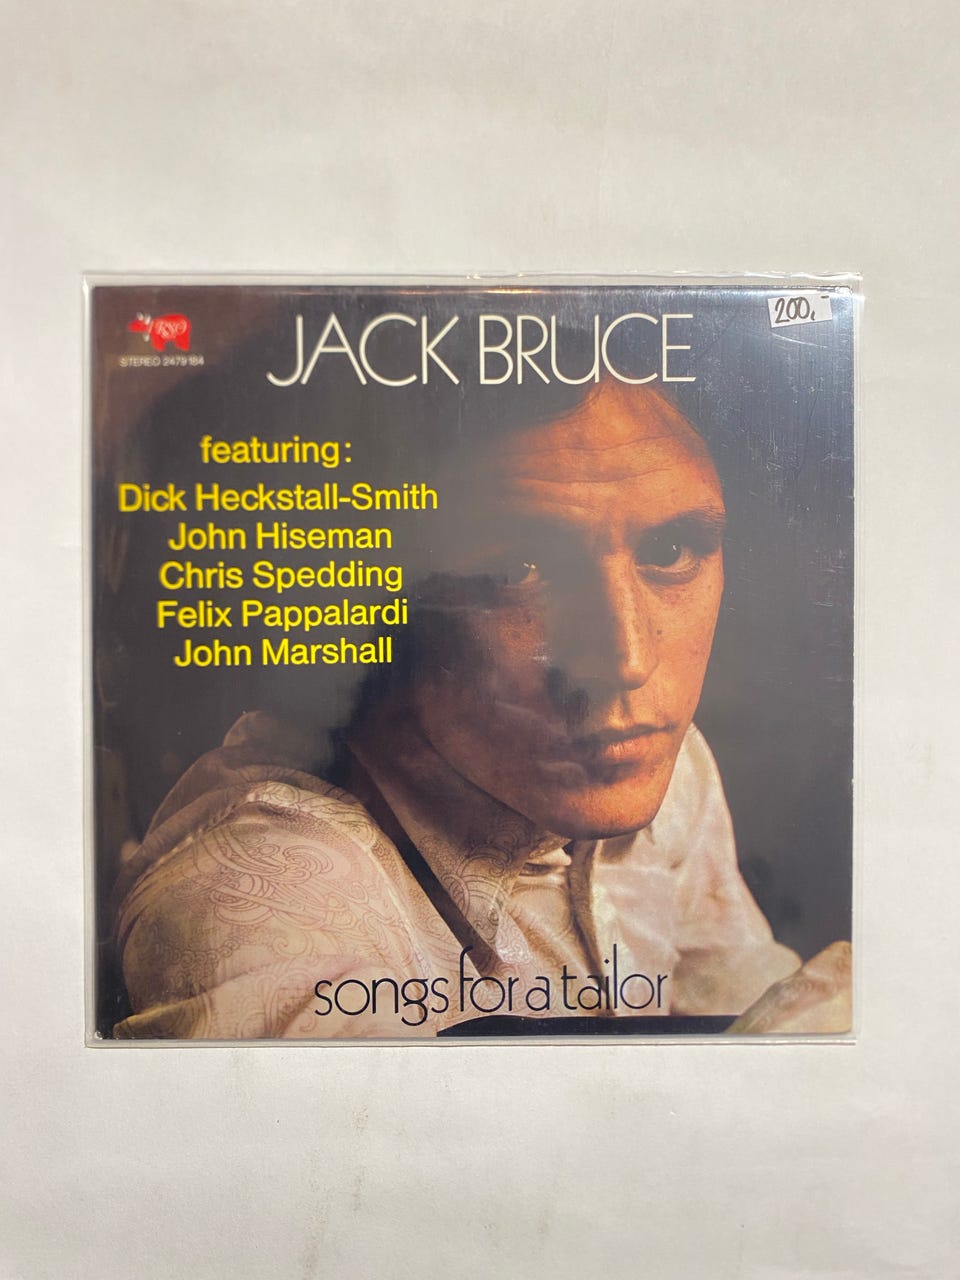 RSO
STEREO 2479 184
JACK BRUCE
200,-
featuring:
Dick Heckstall-Smith
John Hiseman
Chris Spedding
Felix Pappalardi
John Marshall
songs for a tailor